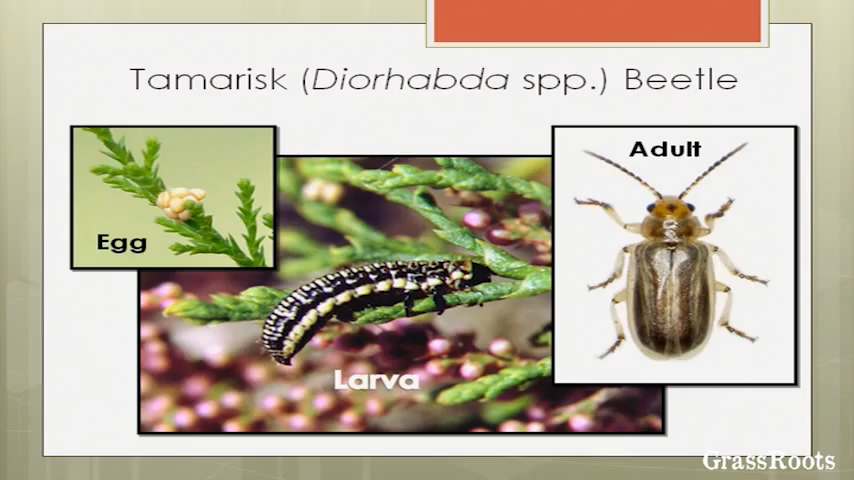 Tamarisk (Diorhabda spp.) Beetle
Adult
Egg
Larva
GrassRoots